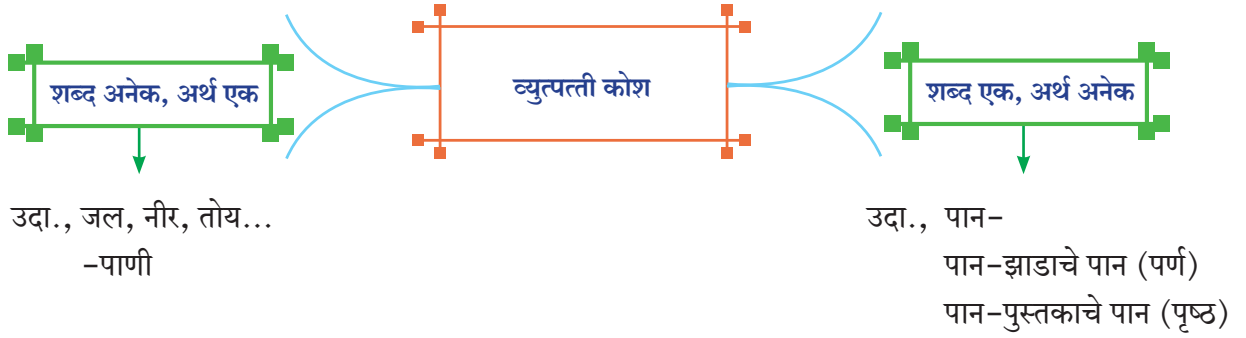 व्युत्पत्ती कोश
शब्द अनेक, अर्थ एक
उदा., जल, नीर, तोय...
–पाणी
शब्द एक, अर्थ अनेक
उदा., पान–
पान–झाडाचे पान (पर्ण)
पान–पुस्तकाचे पान (पृष्ठ)